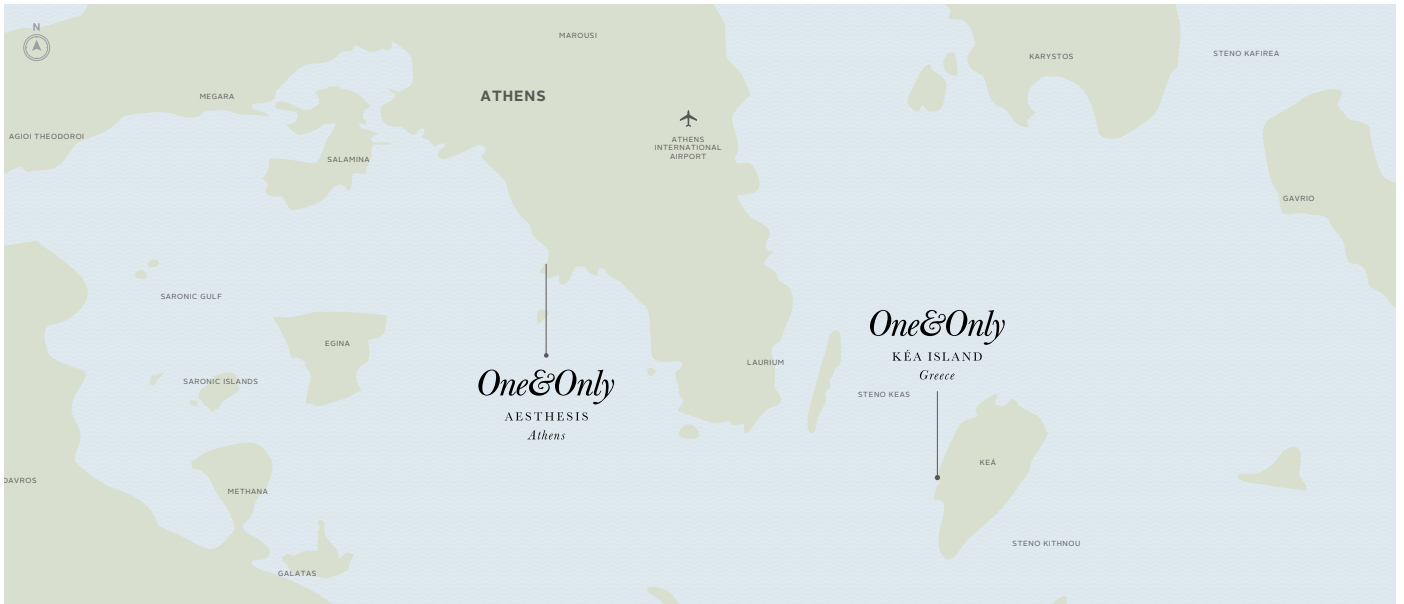 N
MAROUSI
KARYSTOS
STENO KAFIREA
MEGARA
ATHENS
AGIOI THEODOROI
ATHENS
INTERNATIONAL
AIRPORT
SALAMINA
GAVRIO
SARONIC GULF
EGINA
One&Only
KÉA ISLAND
Greece
LAURIUM
SARONIC ISLANDS
One&Only
AESTHESIS
Athens
STENO KEAS
KEA
DAVROS
METHANA
STENO KITHNOU
GALATAS